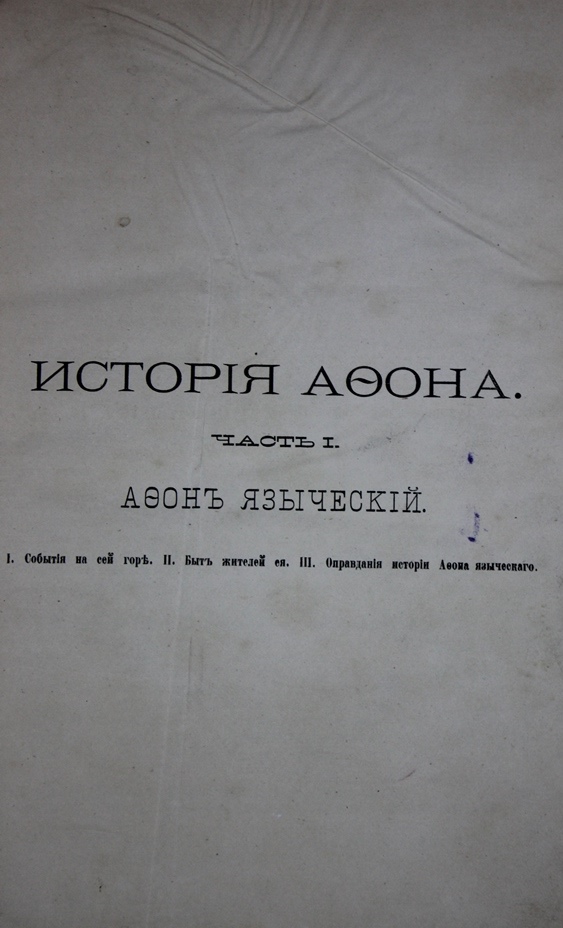 ИСТОРІЯ АѲОНА.
ЧАСТЬ I.
АѲОНЪ ЯЗЫЧЕСКІЙ.
I. Событія на сей горѣ. II. Бытъ жителей ея. III. Оправданія исторіи Аѳона языческаго.